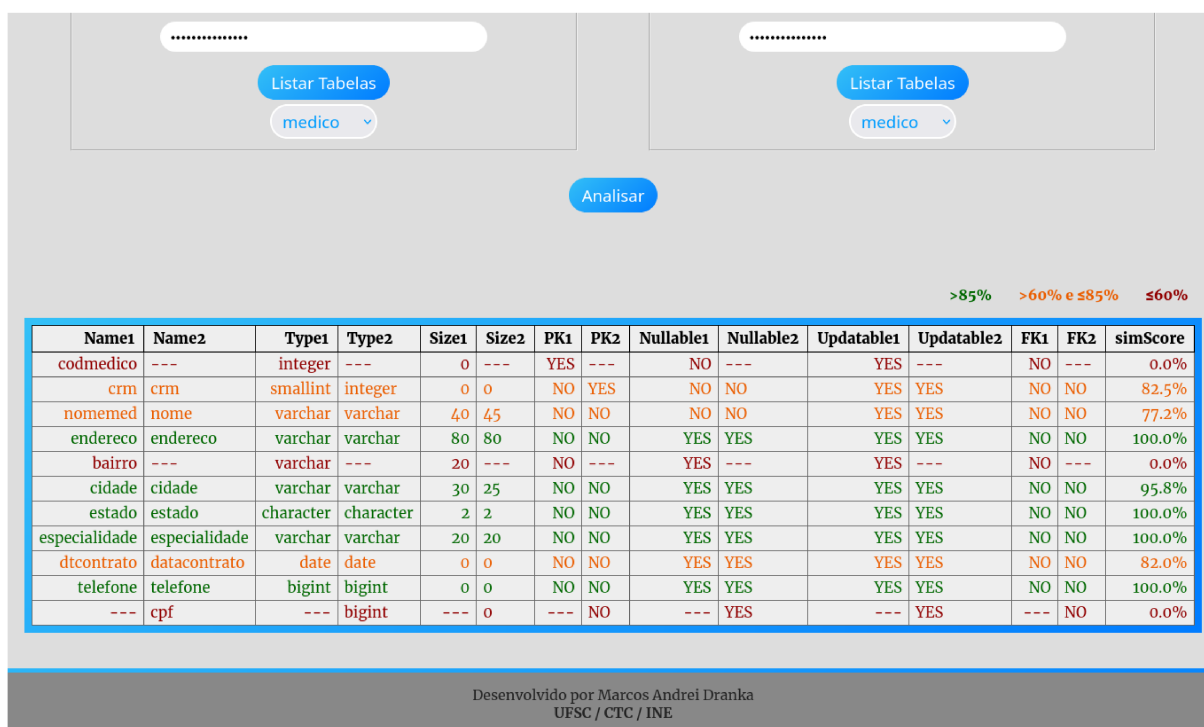 ••••••••••••••• •••••••••••••••
Listar Tabelas Listar Tabelas
medico medico
Analisar
>85% >60% e ≤85% ≤60%
Name1 Name2 Type1 Type2 Size1 Size2 PK1 PK2 Nullable1 Nullable2 Updatable1 Updatable2 FK1 FK2 simScore
codmedico --- integer --- 0 --- YES --- NO --- YES --- NO --- 0.0%
crm crm smallint integer 0 0 NO YES NO NO YES YES NO NO 82.5%
nomemed nome varchar varchar 40 45 NO NO NO NO YES YES NO NO 77.2%
endereco endereco varchar varchar 80 80 NO NO YES YES YES YES NO NO 100.0%
bairro --- varchar --- 20 --- NO --- YES --- YES --- NO --- 0.0%
cidade cidade varchar varchar 30 25 NO NO YES YES YES YES NO NO 95.8%
estado estado character character 2 2 NO NO YES YES YES YES NO NO 100.0%
especialidade especialidade varchar varchar 20 20 NO NO YES YES YES YES NO NO 100.0%
dtcontrato datacontrato date date 0 0 NO NO YES YES YES YES NO NO 82.0%
telefone telefone bigint bigint 0 0 NO NO YES YES YES YES NO NO 100.0%
--- cpf --- bigint --- 0 --- NO --- YES --- YES --- NO 0.0%
Desenvolvido por Marcos Andrei Dranka
UFSC / CTC / INE